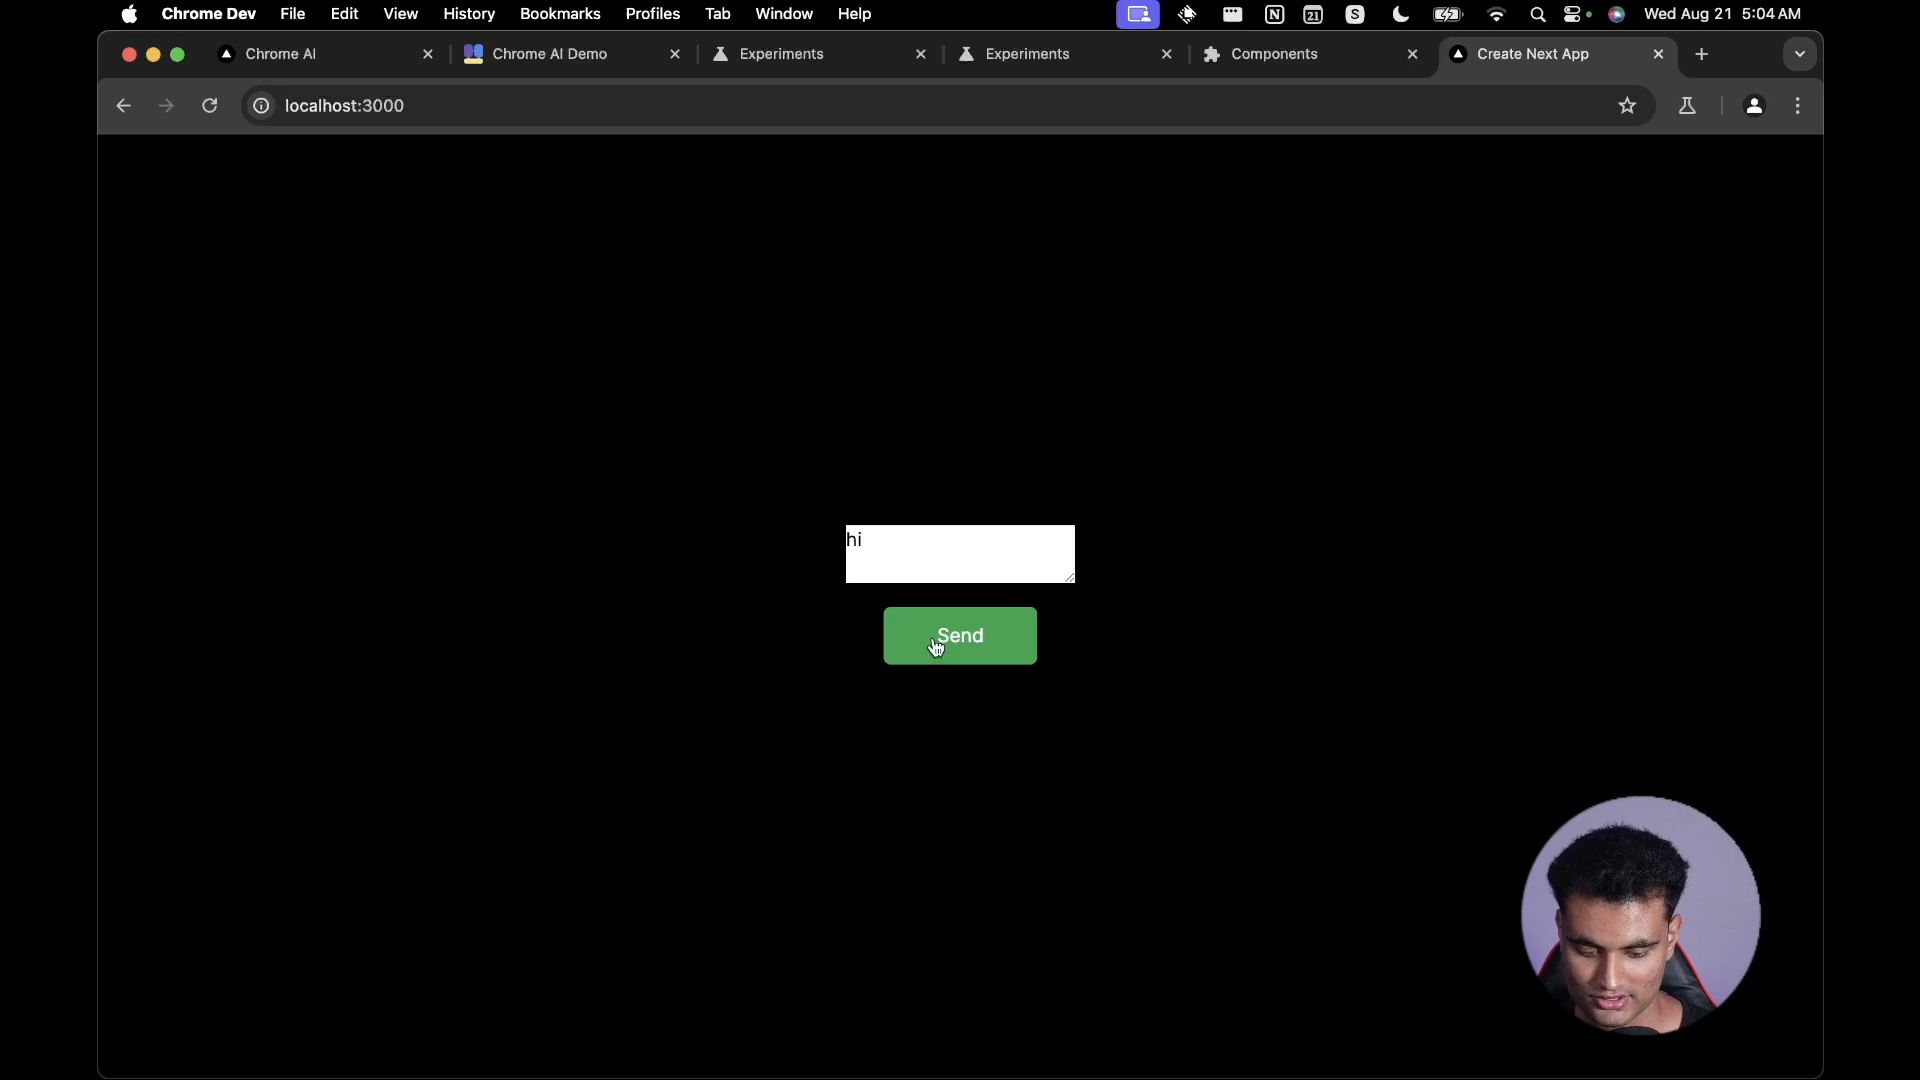 Chrome Dev File Edit View History Bookmarks Profiles Tab Window Help N 21 S Wed Aug 21 5:04 AM
Chrome AI Chrome AI Demo Experiments Experiments Components Create Next App
localhost:3000
hi
Send